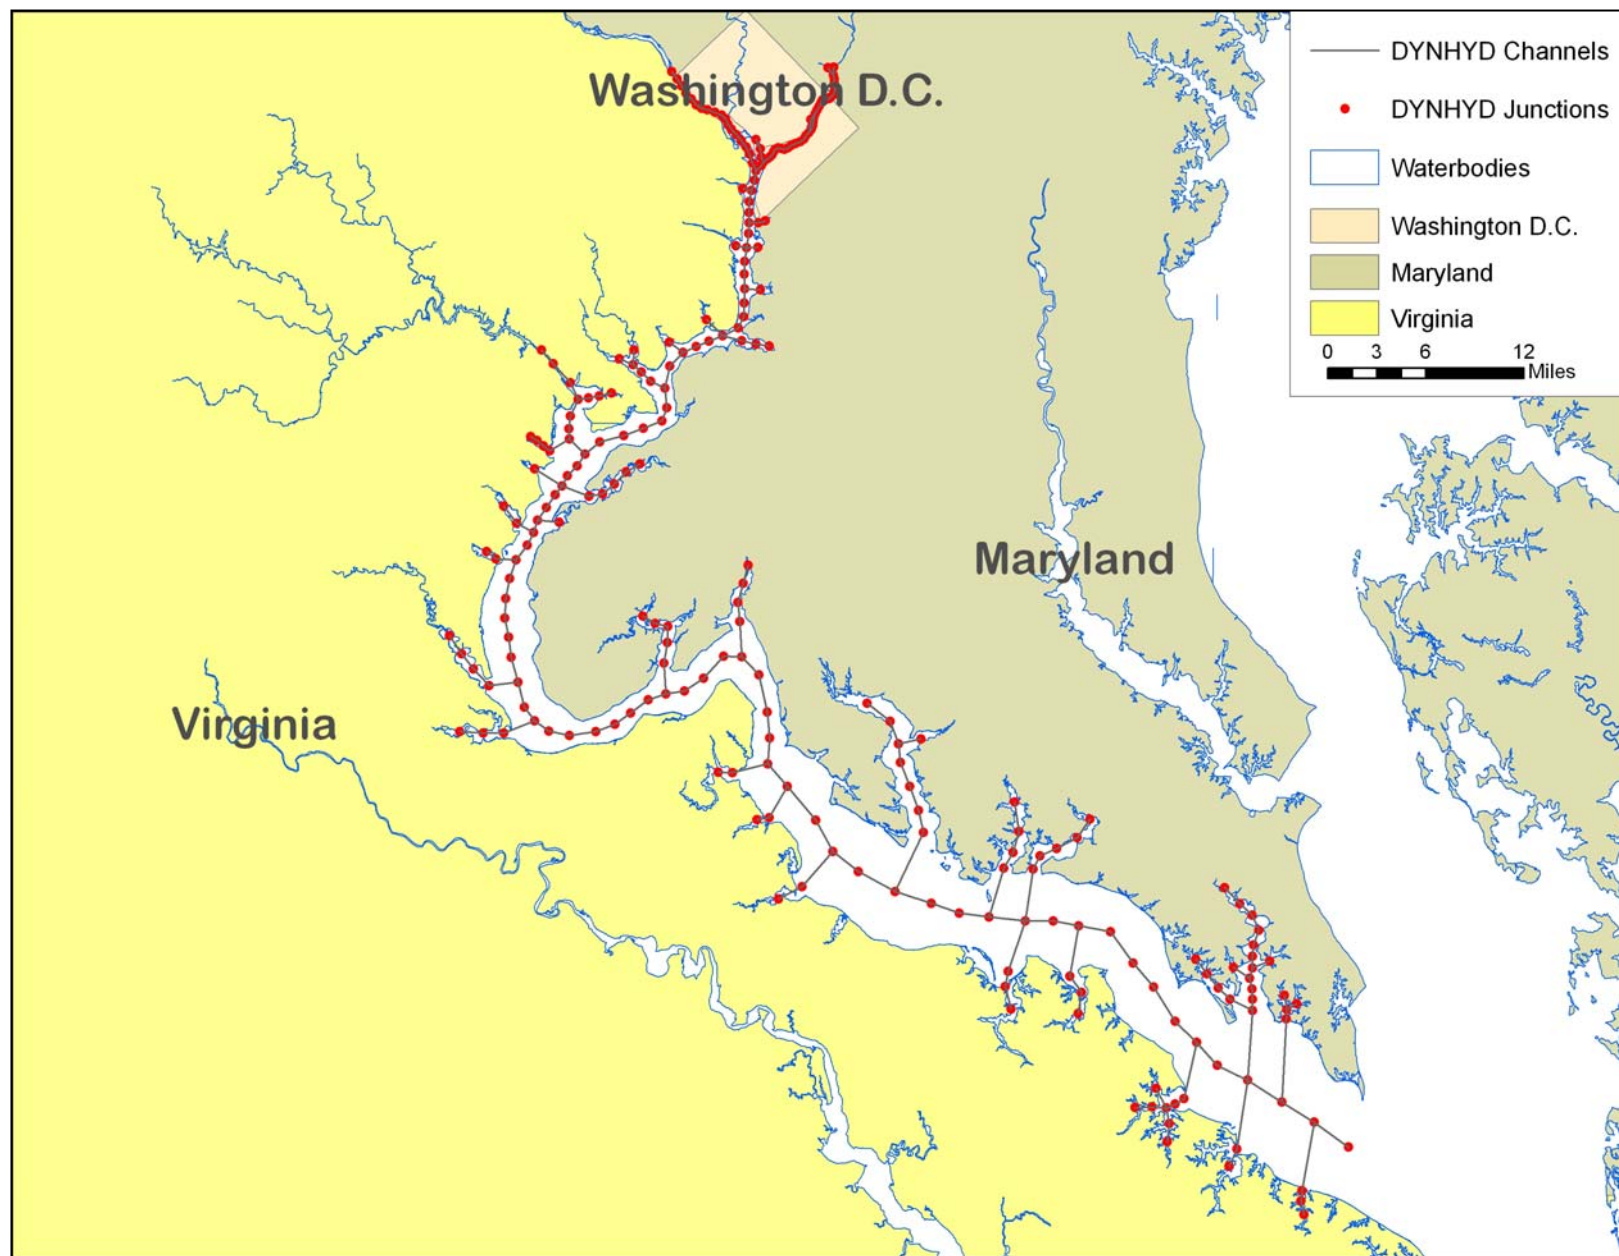 Washington D.C.
Maryland
Virginia
DYNHYD Channels
DYNHYD Junctions
Waterbodies
Washington D.C.
Maryland
Virginia
0 3 6 12
Miles